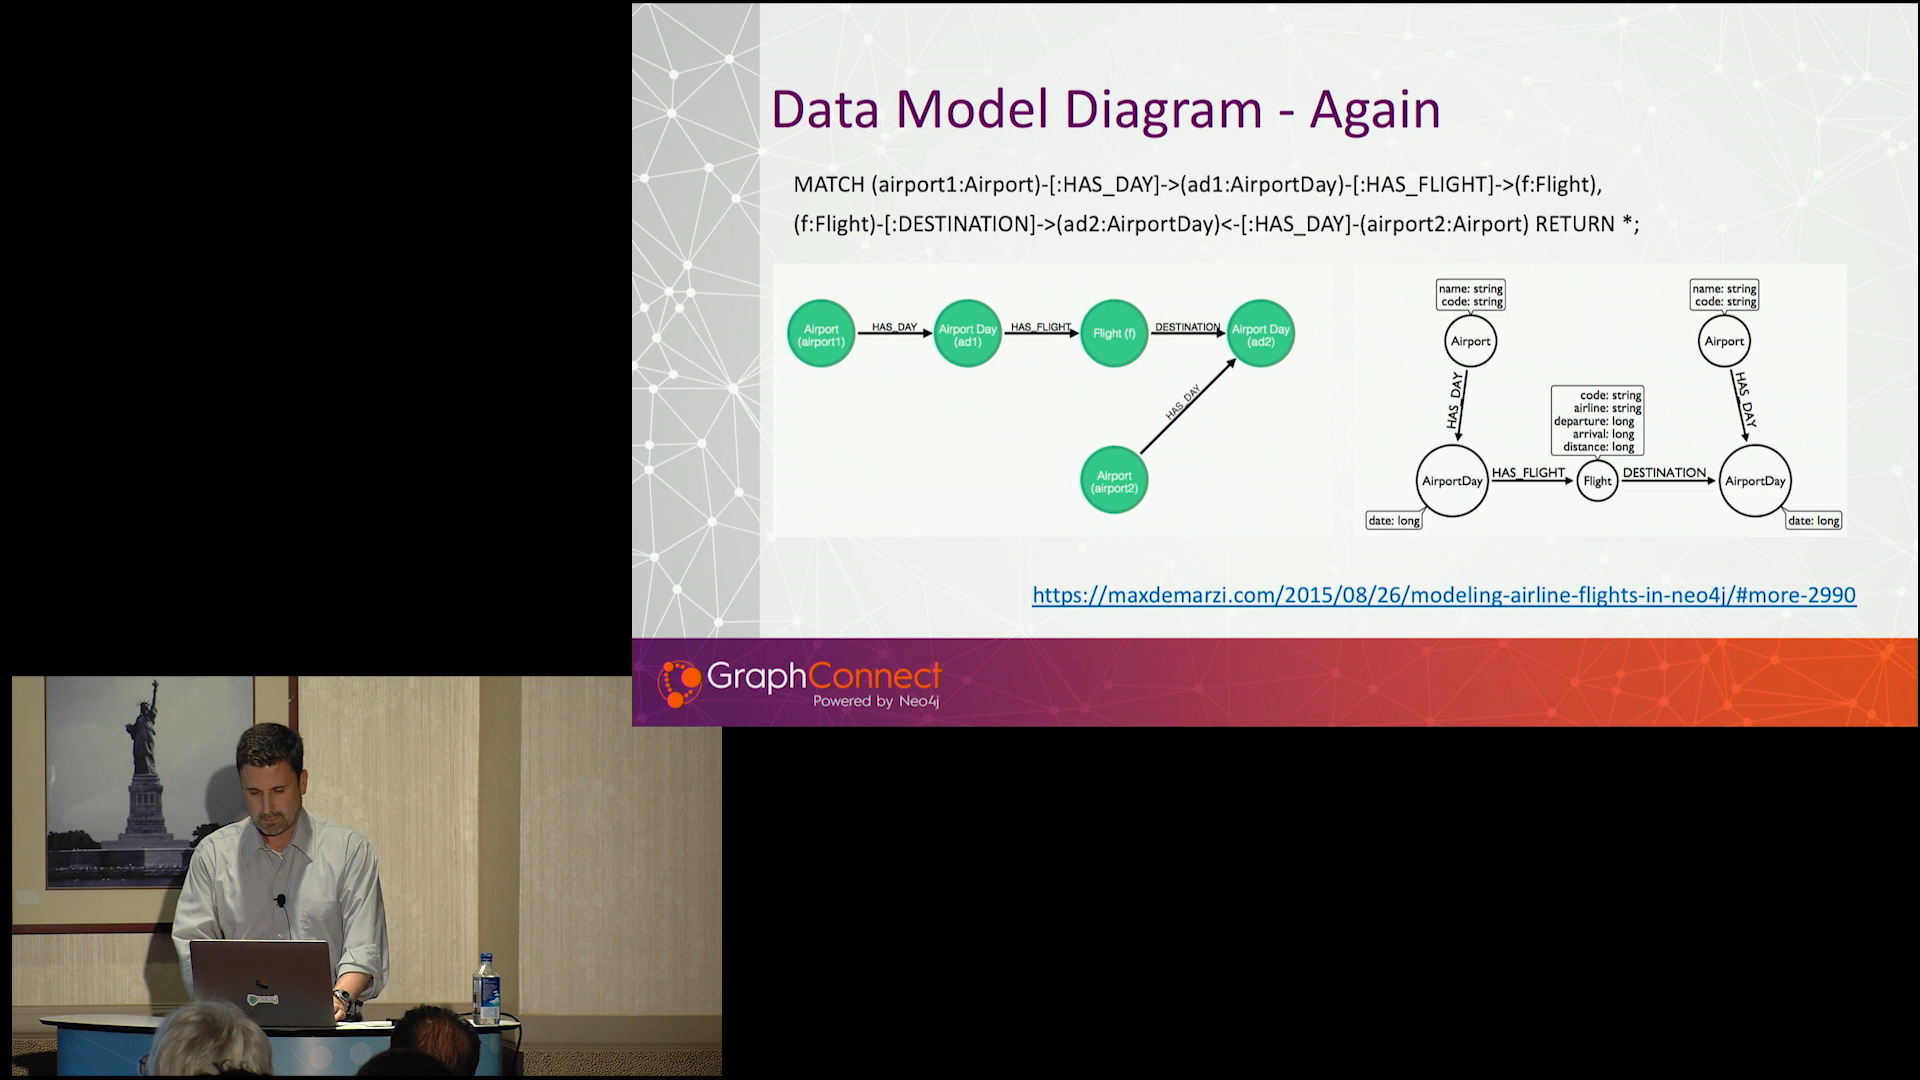 Data Model Diagram - Again
MATCH (airport1:Airport)-[:HAS_DAY]->(ad1:AirportDay)-[:HAS_FLIGHT]->(f:Flight),
(f:Flight)-[:DESTINATION]->(ad2:AirportDay)<-[:HAS_DAY]-(airport2:Airport) RETURN *;
Airport
(airport1)
HAS_DAY
Airport Day
(ad1)
HAS_FLIGHT
Flight (f)
DESTINATION
Airport Day
(ad2)
HAS_DAY
Airport
(airport2)
name: string
code: string
Airport
HAS_DAY
name: string
code: string
Airport
HAS_DAY
code: string
airline: string
departure: long
arrival: long
distance: long
AirportDay
HAS_FLIGHT
Flight
DESTINATION
AirportDay
date: long
date: long
https://maxdemarzi.com/2015/08/26/modeling-airline-flights-in-neo4j/#more-2990
GraphConnect
Powered by Neo4j
neo4j